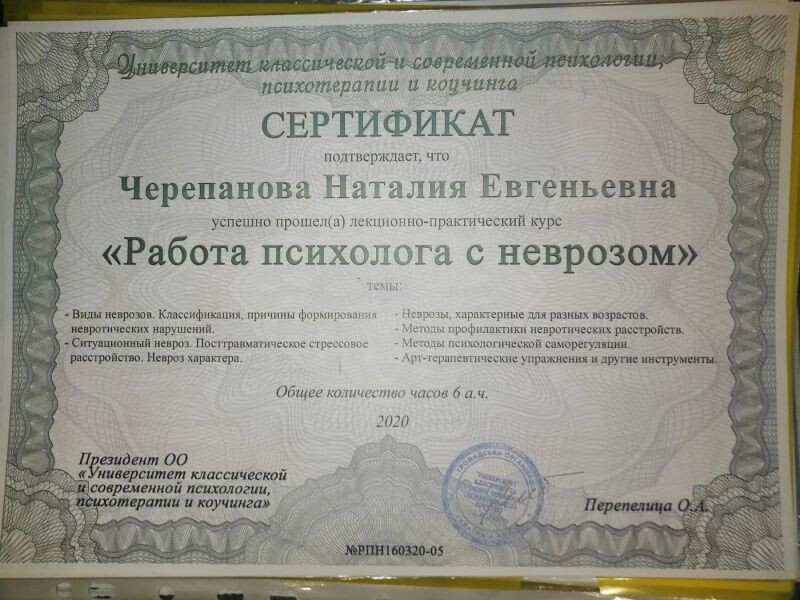 Университет классической и современной психологии,
психотерапии и коучинга
СЕРТИФИКАТ
подтверждает, что
Черепанова Наталия Евгеньевна
успешно прошел(а) лекционно-практический курс
«Работа психолога с неврозом»
темы:
- Виды неврозов. Классификация, причины формирования
невротических нарушений.
- Ситуационный невроз. Посттравматическое стрессовое
расстройство. Невроз характера.
- Неврозы, характерные для разных возрастов.
- Методы профилактики невротических расстройств.
- Методы психологической саморегуляции.
- Арт-терапевтические упражнения и другие инструменты.
Общее количество часов 6 а.ч.
2020
Президент ОО
«Университет классической
и современной психологии,
психотерапии и коучинга»
ГРОМАДСЬКА ОРГАНІЗАЦІЯ
Перепелица О.А.
№РПН160320-05